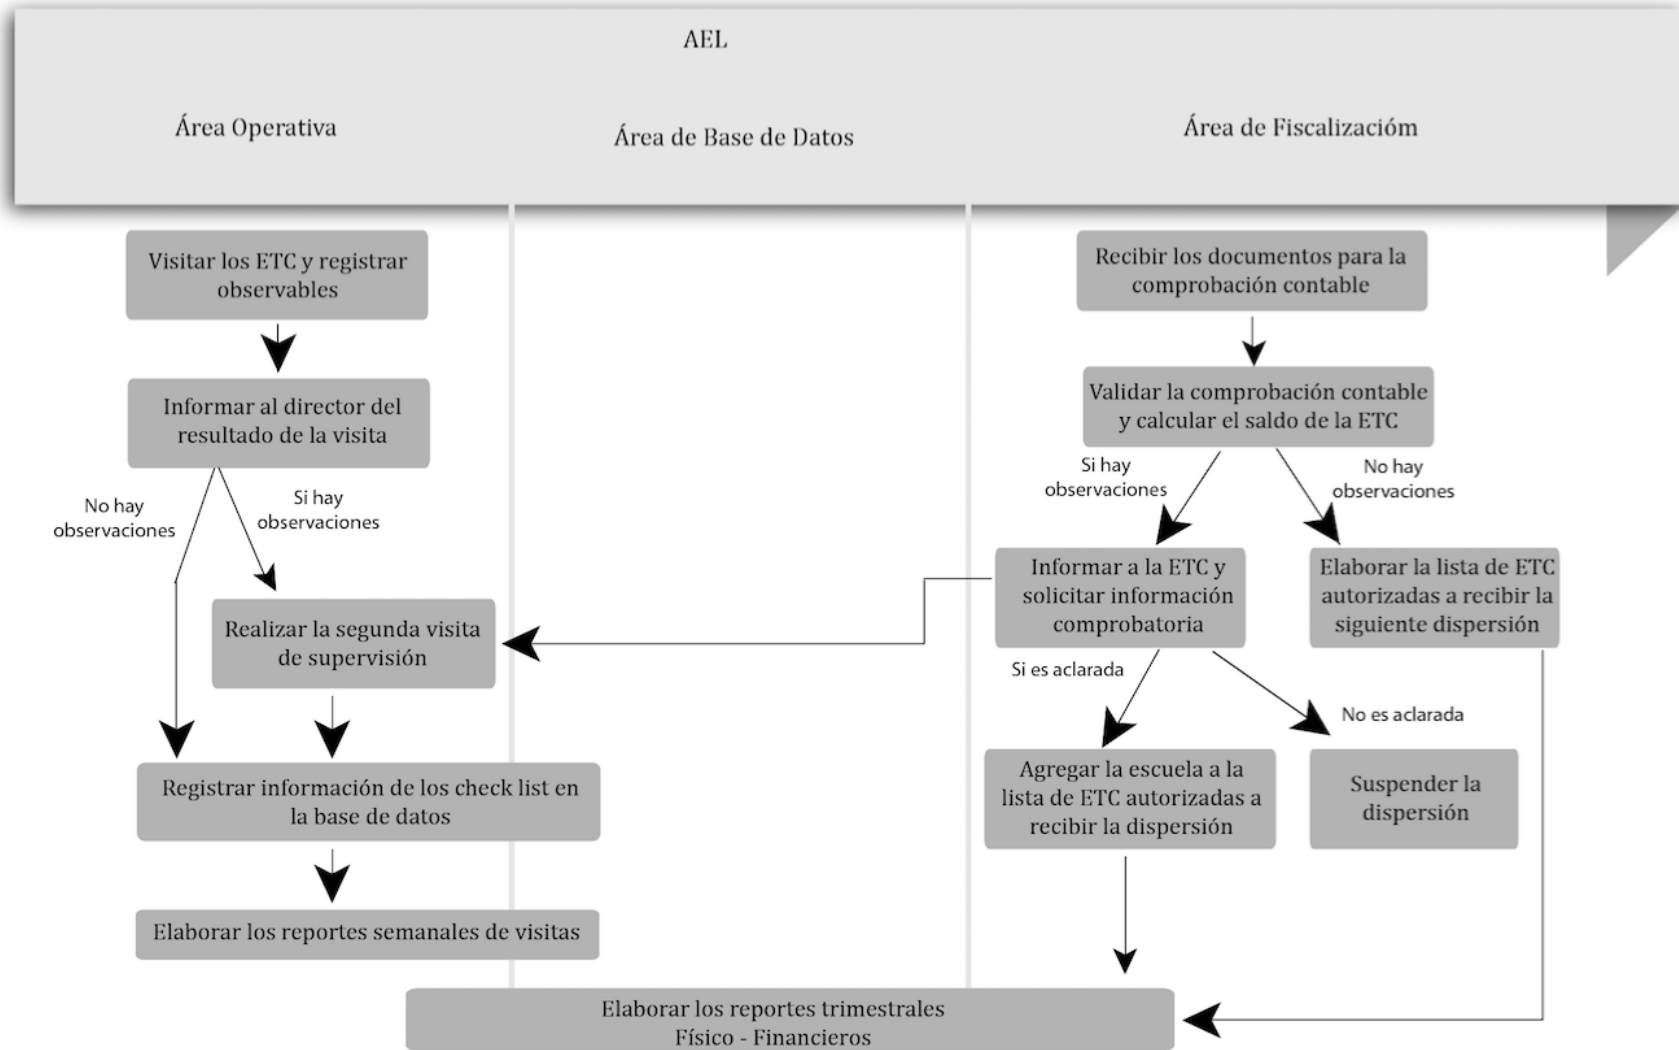 AEL
Área Operativa
Área de Base de Datos
Área de Fiscalizacióm
Visitar los ETC y registrar
observables
Informar al director del
resultado de la visita
No hay
observaciones
Si hay
observaciones
Realizar la segunda visita
de supervisión
Registrar información de los check list en
la base de datos
Elaborar los reportes semanales de visitas
Recibir los documentos para la
comprobación contable
Validar la comprobación contable
y calcular el saldo de la ETC
Si hay
observaciones
No hay
observaciones
Informar a la ETC y
solicitar información
comprobatoria
Elaborar la lista de ETC
autorizadas a recibir la
siguiente dispersión
Si es aclarada
No es aclarada
Agregar la escuela a la
lista de ETC autorizadas a
recibir la dispersión
Suspender la
dispersión
Elaborar los reportes trimestrales
Físico - Financieros